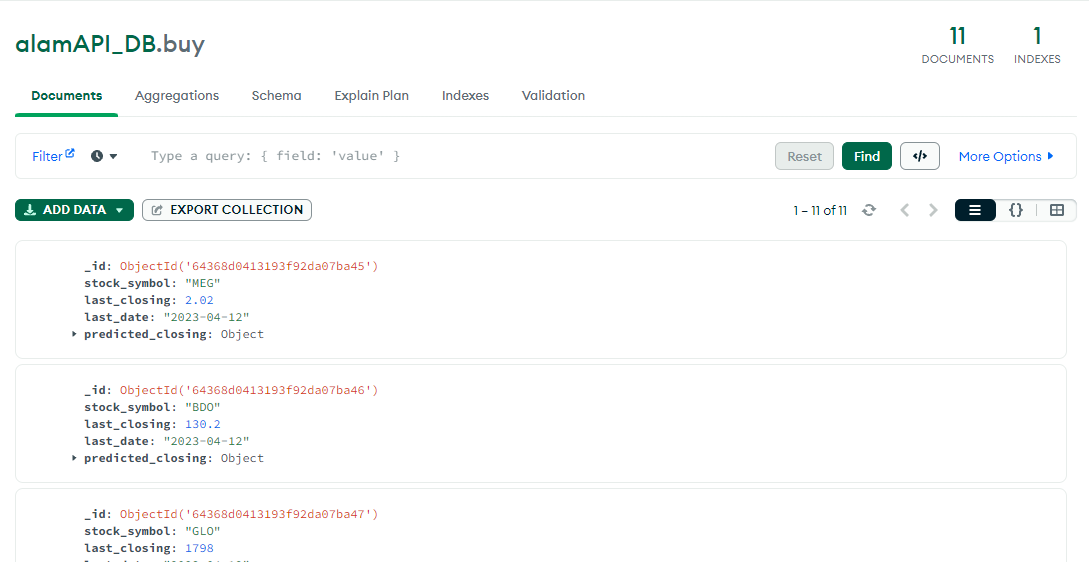 alamAPI_DB.buy
11
DOCUMENTS
1
INDEXES
Documents Aggregations Schema Explain Plan Indexes Validation
Filter Type a query: { field: 'value' } Reset Find </> More Options
ADD DATA EXPORT COLLECTION 1 – 11 of 11 {}
_id: ObjectId('64368d0413193f92da07ba45')
stock_symbol: "MEG"
last_closing: 2.02
last_date: "2023-04-12"
predicted_closing: Object
_id: ObjectId('64368d0413193f92da07ba46')
stock_symbol: "BDO"
last_closing: 130.2
last_date: "2023-04-12"
predicted_closing: Object
_id: ObjectId('64368d0413193f92da07ba47')
stock_symbol: "GLO"
last_closing: 1798